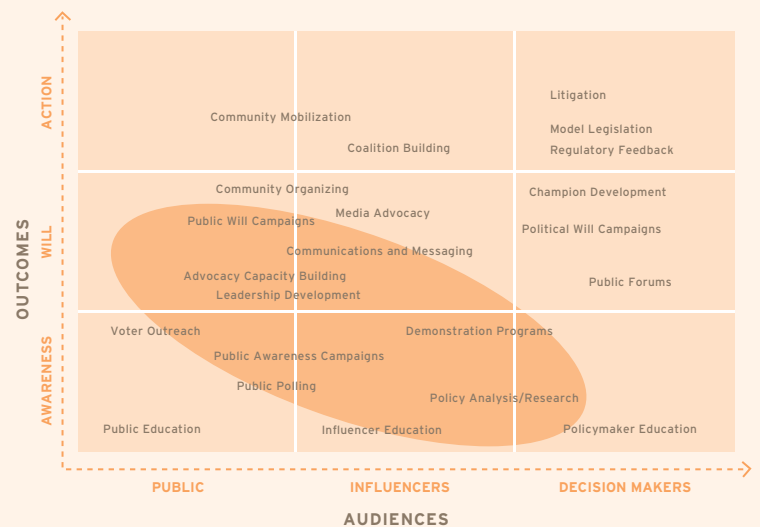 Litigation
Community Mobilization
Model Legislation
Coalition Building
Regulatory Feedback
Community Organizing
Champion Development
Media Advocacy
Public Will Campaigns
Political Will Campaigns
Communications and Messaging
Advocacy Capacity Building
Public Forums
Leadership Development
Voter Outreach
Demonstration Programs
Public Awareness Campaigns
Public Polling
Policy Analysis/Research
Public Education
Influencer Education
Policymaker Education
OUTCOMES
ACTION
WILL
AWARENESS
PUBLIC
INFLUENCERS
DECISION MAKERS
AUDIENCES